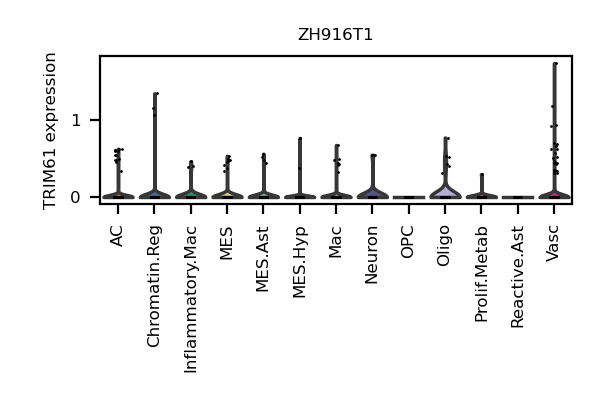 ZH916T1
TRIM61 expression
1
0
AC
Chromatin.Reg
Inflammatory.Mac
MES
MES.Ast
MES.Hyp
Mac
Neuron
OPC
Oligo
Prolif.Metab
Reactive.Ast
Vasc